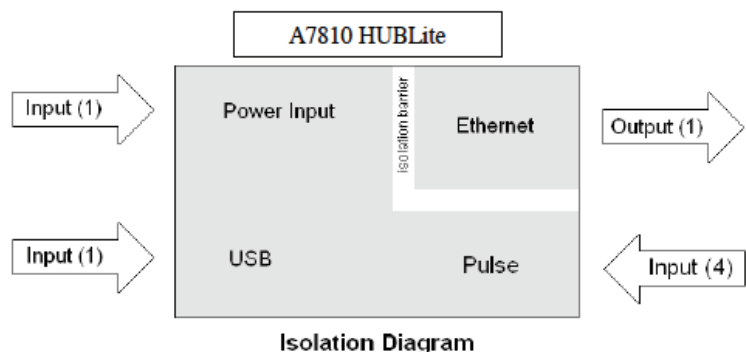 A7810 HUBLite
Input (1)
Power Input
isolation barrier
Ethernet
Output (1)
Input (1)
USB
Pulse
Input (4)
Isolation Diagram